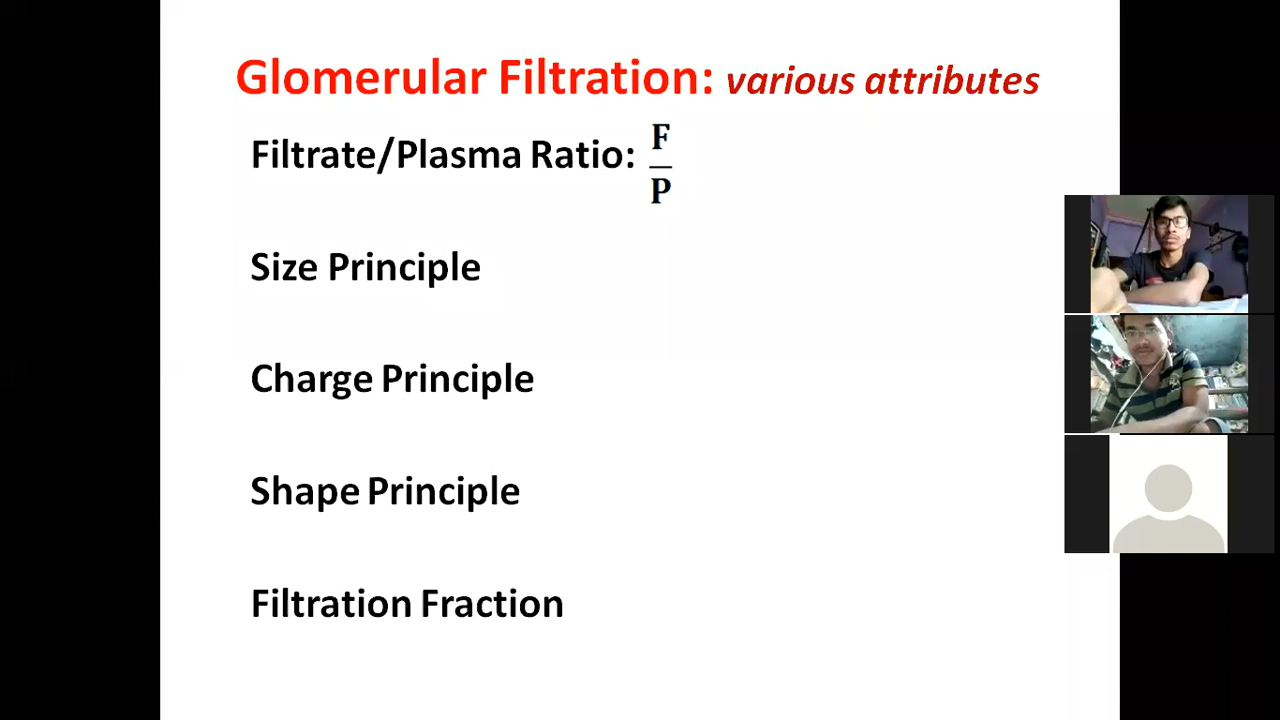 Glomerular Filtration: various attributes
Filtrate/Plasma Ratio: F/P
Size Principle
Charge Principle
Shape Principle
Filtration Fraction